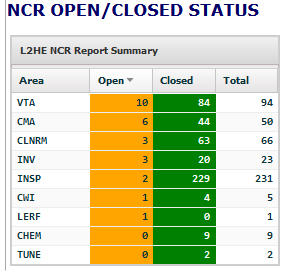 NCR OPEN/CLOSED STATUS
L2HE NCR Report Summary
Area Open Closed Total
VTA 10 84 94
CMA 6 44 50
CLNRM 3 63 66
INV 3 20 23
INSP 2 229 231
CWI 1 4 5
LERF 1 0 1
CHEM 0 9 9
TUNE 0 2 2